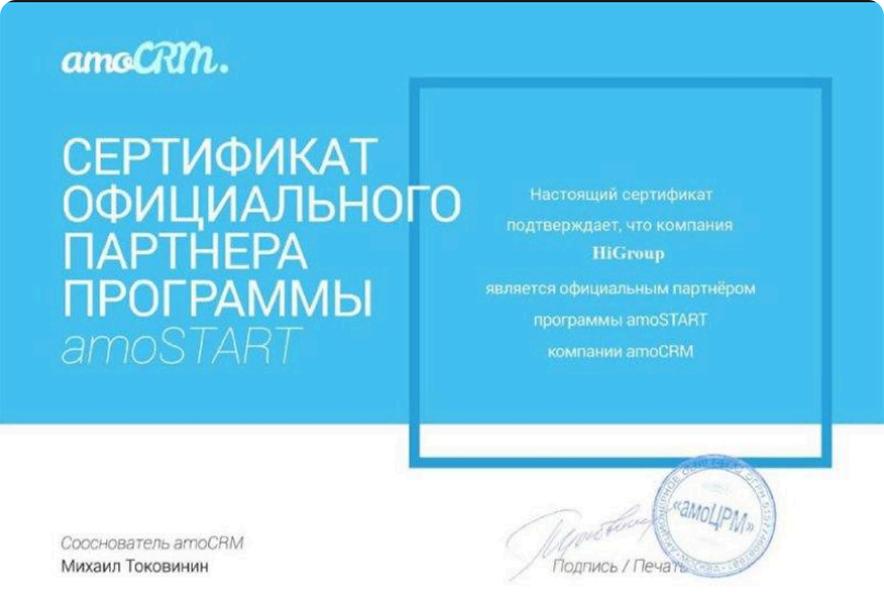 amoCRM.
СЕРТИФИКАТ
ОФИЦИАЛЬНОГО
ПАРТНЕРА
ПРОГРАММЫ
amoSTART
Настоящий сертификат
подтверждает, что компания
HiGroup
является официальным партнёром
программы amoSTART
компании amoCRM
Сооснователь amoCRM
Михаил Токовинин
Подпись / Печать
«амоЦРМ»
МОСКВА